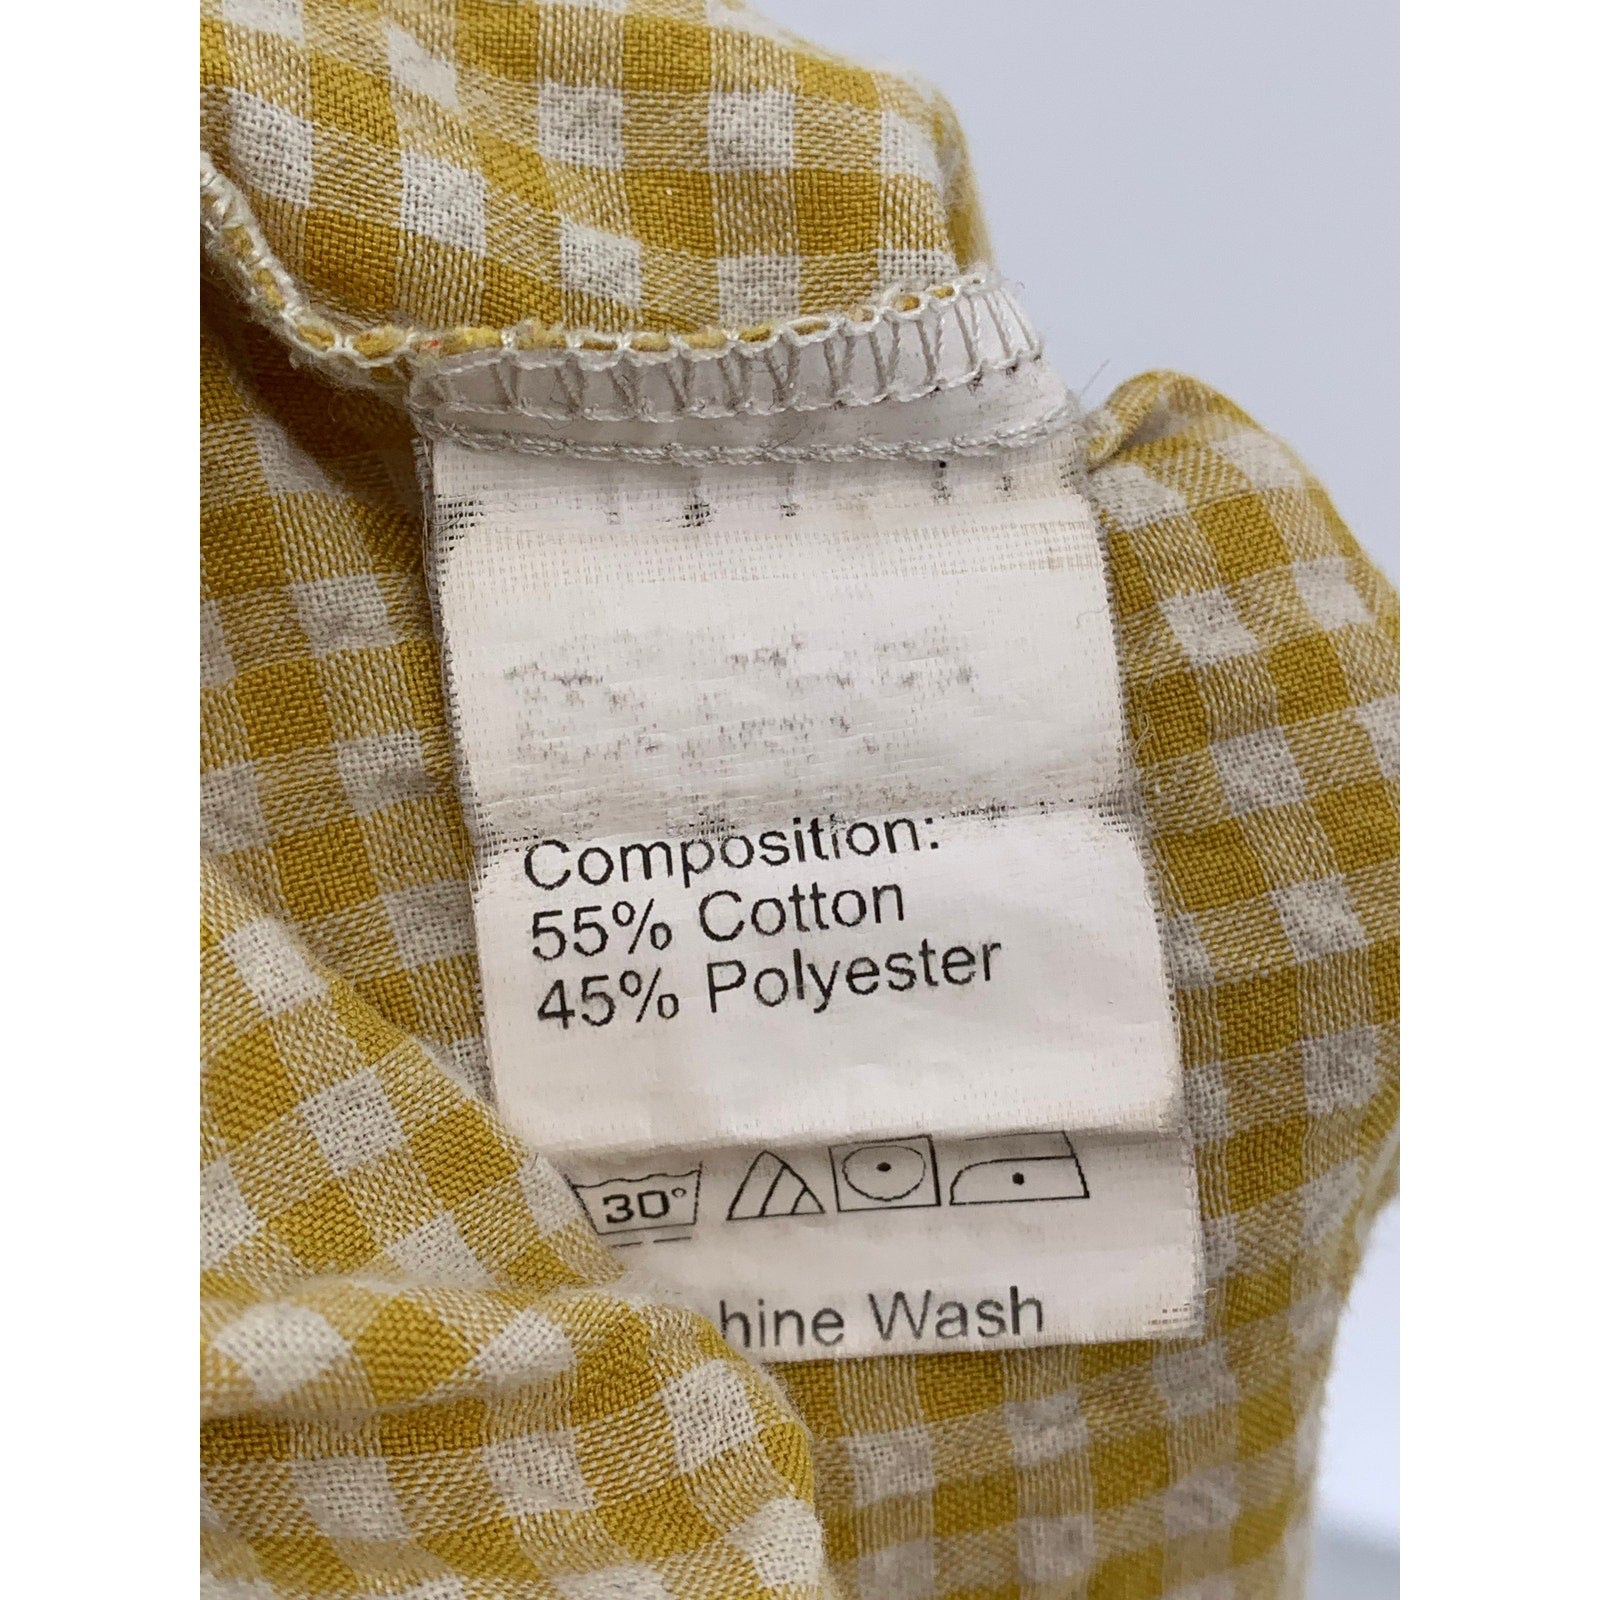 Composition:
55% Cotton
45% Polyester
30°
hine Wash